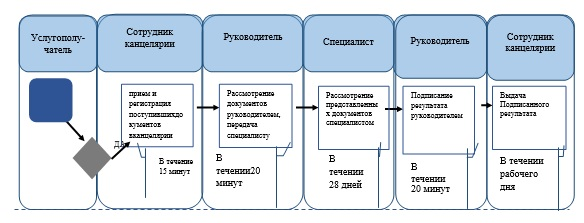 Услугополу-
чатель
Сотрудник
канцелярии
Руководитель
Специалист
Руководитель
Сотрудник
канцелярии
прием и
регистрация
поступившихдо
кументов
вканцелярии
Рассмотрение
документов
руководителем,
передача
специалисту
Рассмотрение
представленны
х документов
специалистом
Подписание
результата
руководителем
Выдача
Подписанного
результата
ДА
В течение
15 минут
В
течении20
минут
В
течении
28 дней
В
течении
20 минут
В течении
рабочего
дня